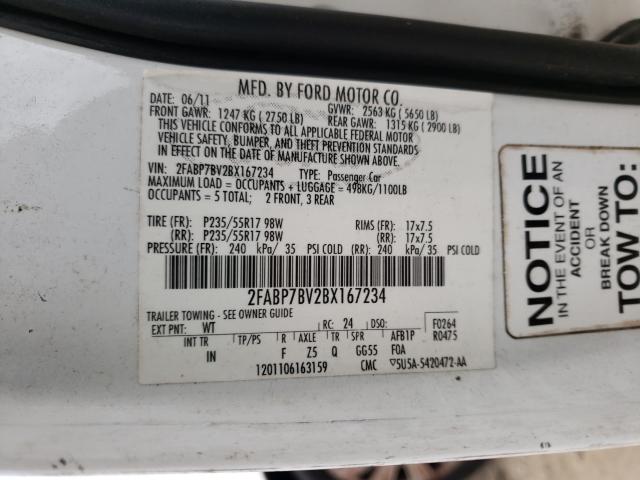 MFD. BY FORD MOTOR CO.
DATE: 06/11 GVWR: 2563 KG ( 5650 LB)
FRONT GAWR: 1247 KG ( 2750 LB) REAR GAWR: 1315 KG ( 2900 LB)
THIS VEHICLE CONFORMS TO ALL APPLICABLE FEDERAL MOTOR
VEHICLE SAFETY, BUMPER, AND THEFT PREVENTION STANDARDS
IN EFFECT ON THE DATE OF MANUFACTURE SHOWN ABOVE.
VIN: 2FABP7BV2BX167234 TYPE: Passenger Car
MAXIMUM LOAD = OCCUPANTS + LUGGAGE = 498KG/1100LB
OCCUPANTS = 5 TOTAL; 2 FRONT, 3 REAR
TIRE (FR): P235/55R17 98W RIMS (FR): 17x7.5
(RR): P235/55R17 98W (RR): 17x7.5
PRESSURE (FR): 240 kPa/ 35 PSI COLD (RR): 240 kPa/ 35 PSI COLD
2FABP7BV2BX167234
TRAILER TOWING - SEE OWNER GUIDE
EXT PNT: WT RC: 24 DSO: F0264
INT TR TP/PS R AXLE TR SPR AFB1P R0475
IN F Z5 Q GG55 FOA
1201106163159 CMC 5U5A-5420472-AA
NOTICE
IN THE EVENT OF AN
ACCIDENT
OR
BREAK DOWN